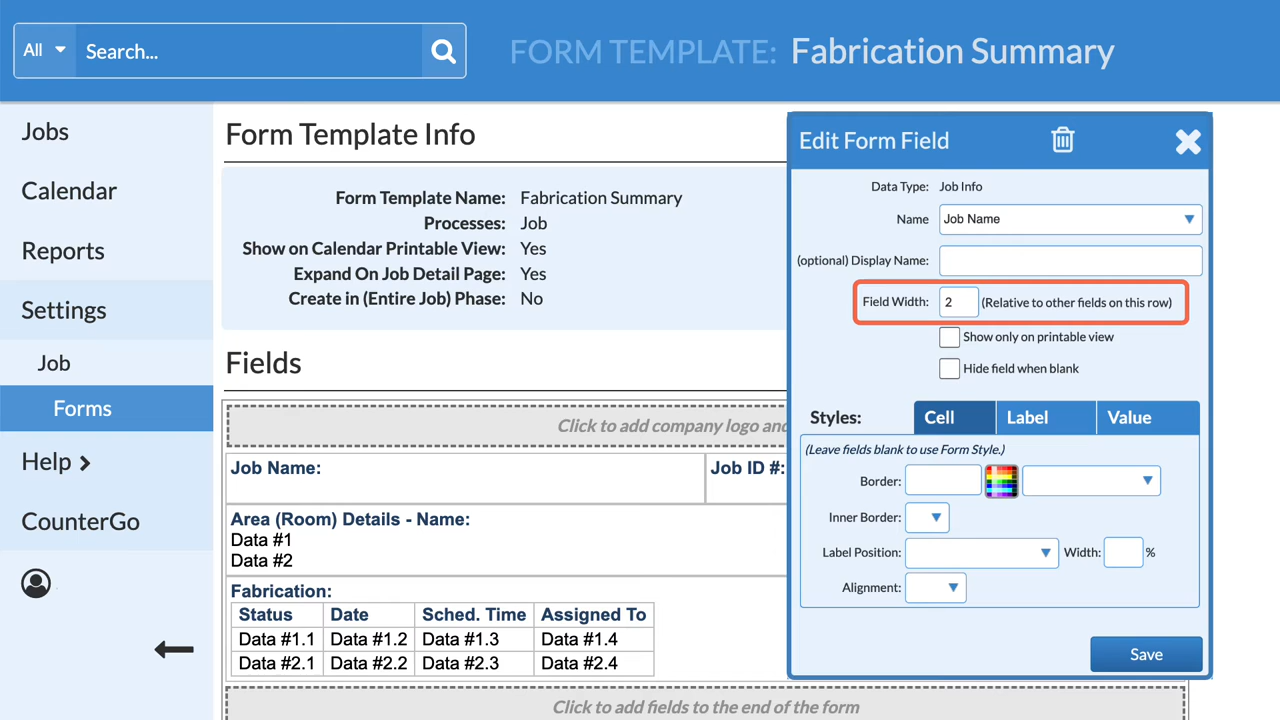 All
Search...
FORM TEMPLATE: Fabrication Summary
Jobs
Calendar
Reports
Settings
Job
Forms
Help
CounterGo
Form Template Info
Form Template Name: Fabrication Summary
Processes: Job
Show on Calendar Printable View: Yes
Expand On Job Detail Page: Yes
Create in (Entire Job) Phase: No
Fields
Click to add company logo and
Job Name: Job ID #:
Area (Room) Details - Name:
Data #1
Data #2
Fabrication:
Status Date Sched. Time Assigned To
Data #1.1 Data #1.2 Data #1.3 Data #1.4
Data #2.1 Data #2.2 Data #2.3 Data #2.4
Click to add fields to the end of the form
Edit Form Field
Data Type: Job Info
Name Job Name
(optional) Display Name:
Field Width: 2 (Relative to other fields on this row)
Show only on printable view
Hide field when blank
Styles: Cell Label Value
(Leave fields blank to use Form Style.)
Border:
Inner Border:
Label Position: Width: %
Alignment:
Save